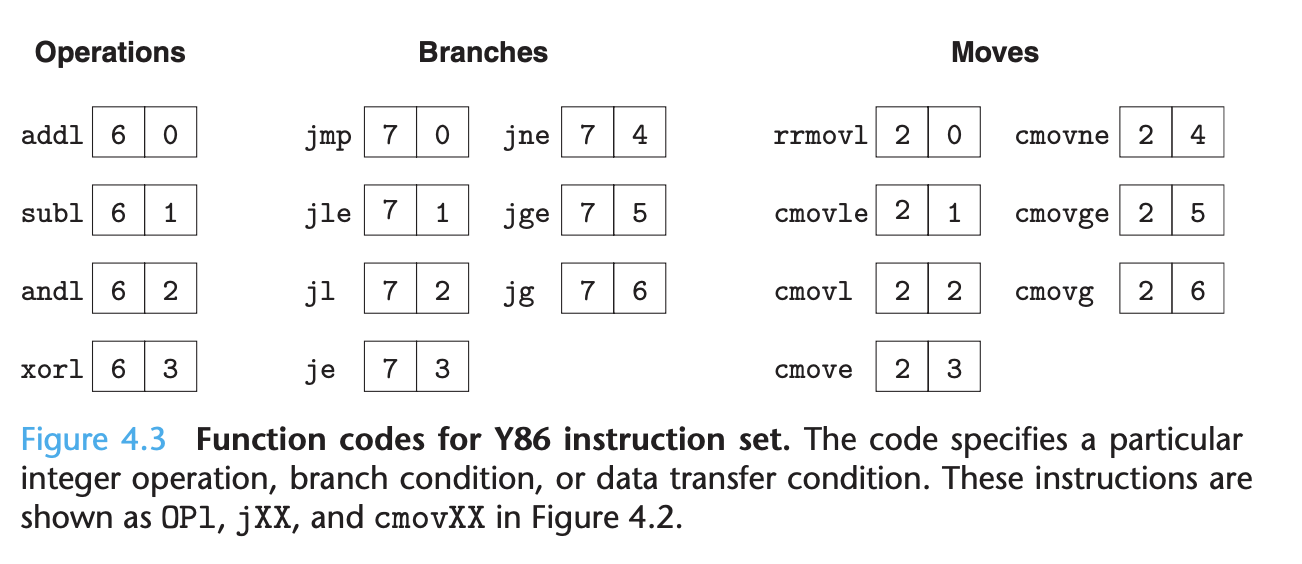 Operations Branches Moves
addl 6 0 jmp 7 0 jne 7 4 rrmovl 2 0 cmovne 2 4
subl 6 1 jle 7 1 jge 7 5 cmovle 2 1 cmovge 2 5
andl 6 2 jl 7 2 jg 7 6 cmovl 2 2 cmovg 2 6
xorl 6 3 je 7 3 cmove 2 3
Figure 4.3 Function codes for Y86 instruction set. The code specifies a particular
integer operation, branch condition, or data transfer condition. These instructions are
shown as OPl, jXX, and cmovXX in Figure 4.2.